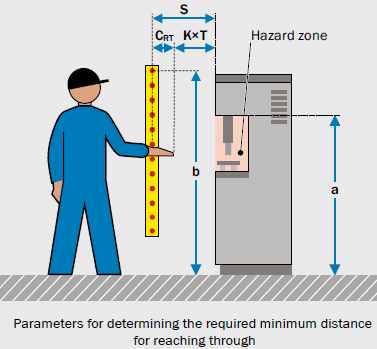 S
CRT K×T
Hazard zone
b
a
Parameters for determining the required minimum distance
for reaching through